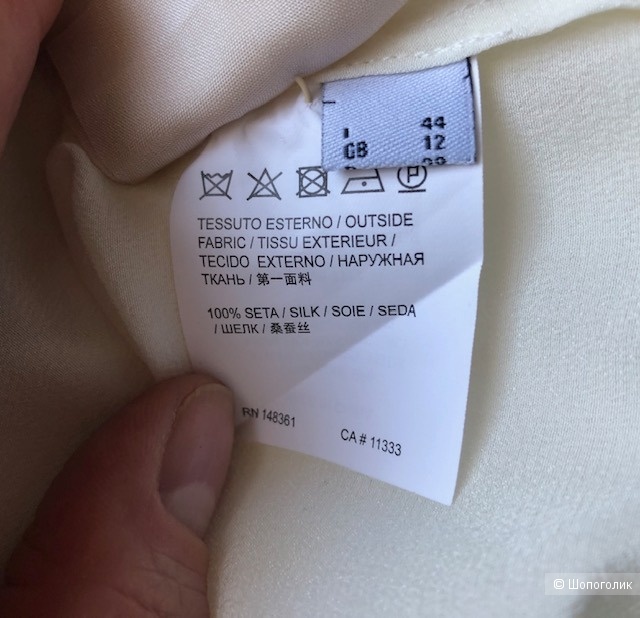 I 44
GB 12
P
TESSUTO ESTERNO / OUTSIDE
FABRIC / TISSU EXTERIEUR /
TECIDO EXTERNO / НАРУЖНАЯ
ТКАНЬ / 第一面料
100% SETA / SILK / SOIE / SEDA
/ ШЕЛК / 桑蚕丝
RN 148361
CA # 11333
© Шопоголик